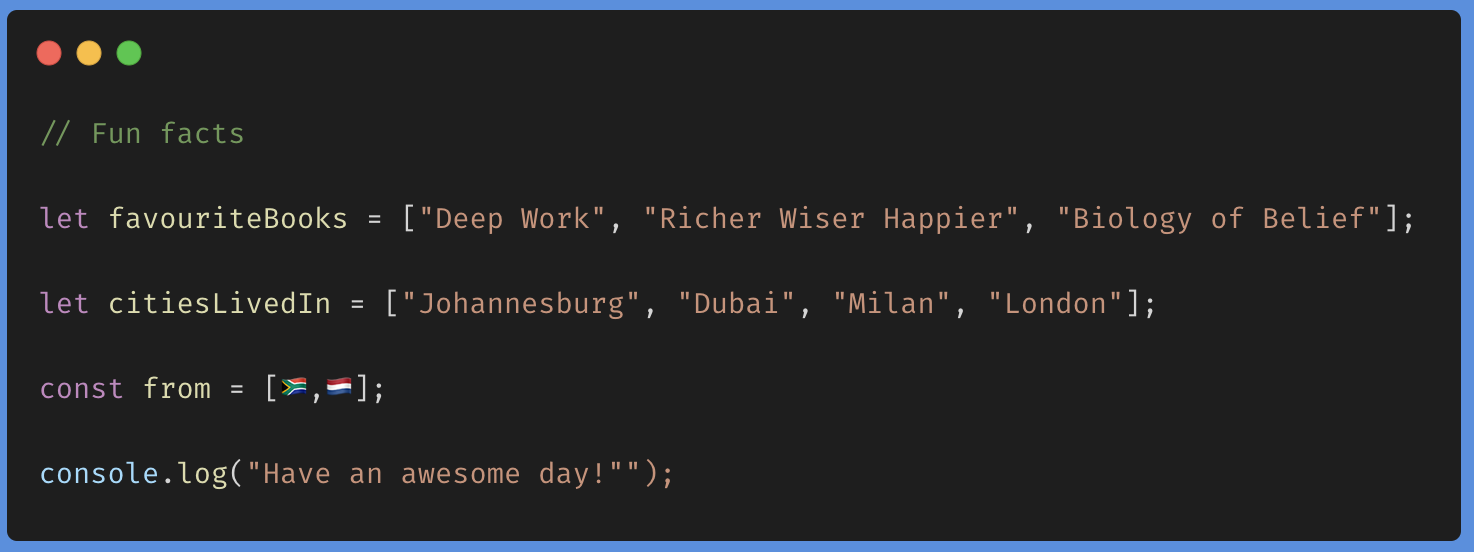 // Fun facts
let favouriteBooks = ["Deep Work", "Richer Wiser Happier", "Biology of Belief"];
let citiesLivedIn = ["Johannesburg", "Dubai", "Milan", "London"];
const from = [🇿🇦,🇳🇱];
console.log("Have an awesome day!"");